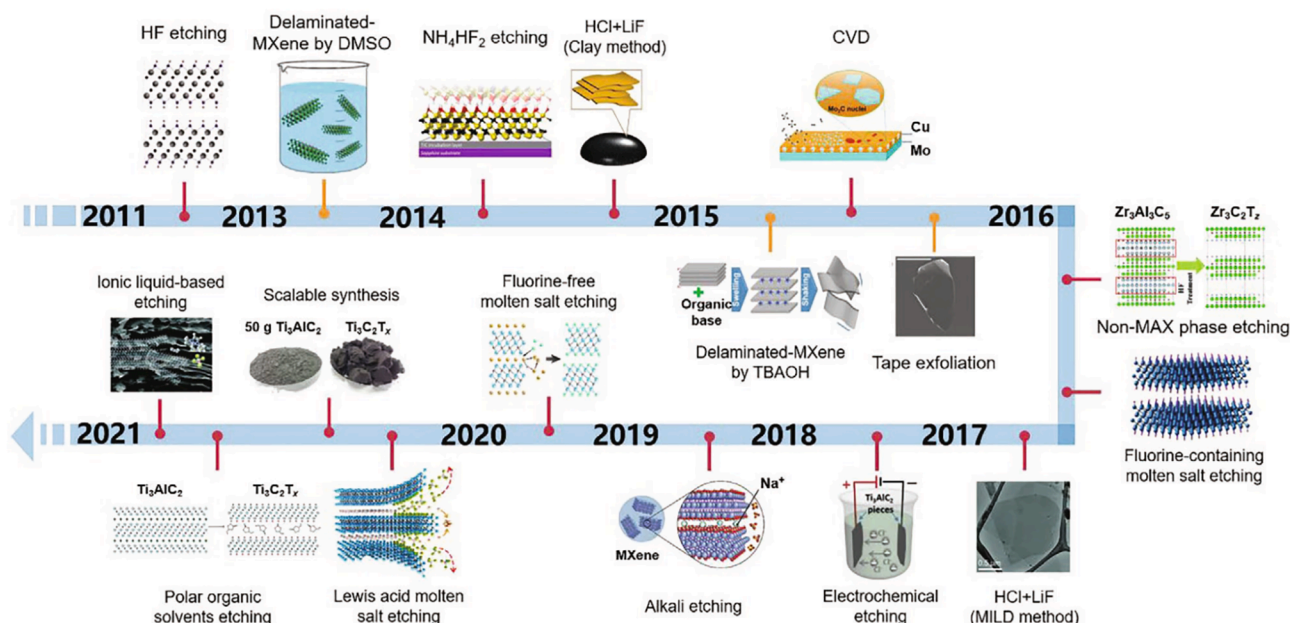 HF etching
Delaminated-
MXene by DMSO
NH₄HF₂ etching
HCl+LiF
(Clay method)
CVD
Mo₂C nuclei
Cu
Mo
Sapphire substrate
2011
2013
2014
2015
2016
Zr₃Al₃C₅
Zr₃C₂T𝑧
HF
Treatment
Non-MAX phase etching
Organic
base
Swelling
Shaking
Delaminated-MXene
by TBAOH
Tape exfoliation
Fluorine-containing
molten salt etching
Ionic liquid-based
etching
Scalable synthesis
50 g Ti₃AlC₂
Ti₃C₂Tₓ
Fluorine-free
molten salt etching
2021
2020
2019
2018
2017
Ti₃AlC₂
Ti₃C₂Tₓ
Polar organic
solvents etching
Lewis acid molten
salt etching
MXene
Na⁺
Alkali etching
+
−
Ti₃AlC₂
pieces
Electrochemical
etching
HCl+LiF
(MILD method)